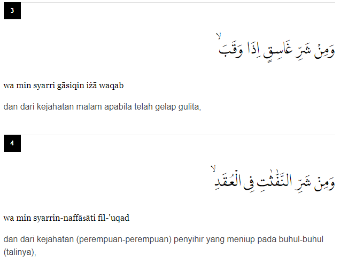 3
وَمِنْ شَرِّ غَاسِقٍ اِذَا وَقَبَۙ
wa min syarri gāsiqin iżā waqab
dan dari kejahatan malam apabila telah gelap gulita,
4
وَمِنْ شَرِّ النَّفّٰثٰتِ فِى الْعُقَدِۙ
wa min syarrin-naffāṡāti fil-‘uqad
dan dari kejahatan (perempuan-perempuan) penyihir yang meniup pada buhul-buhul
(talinya),